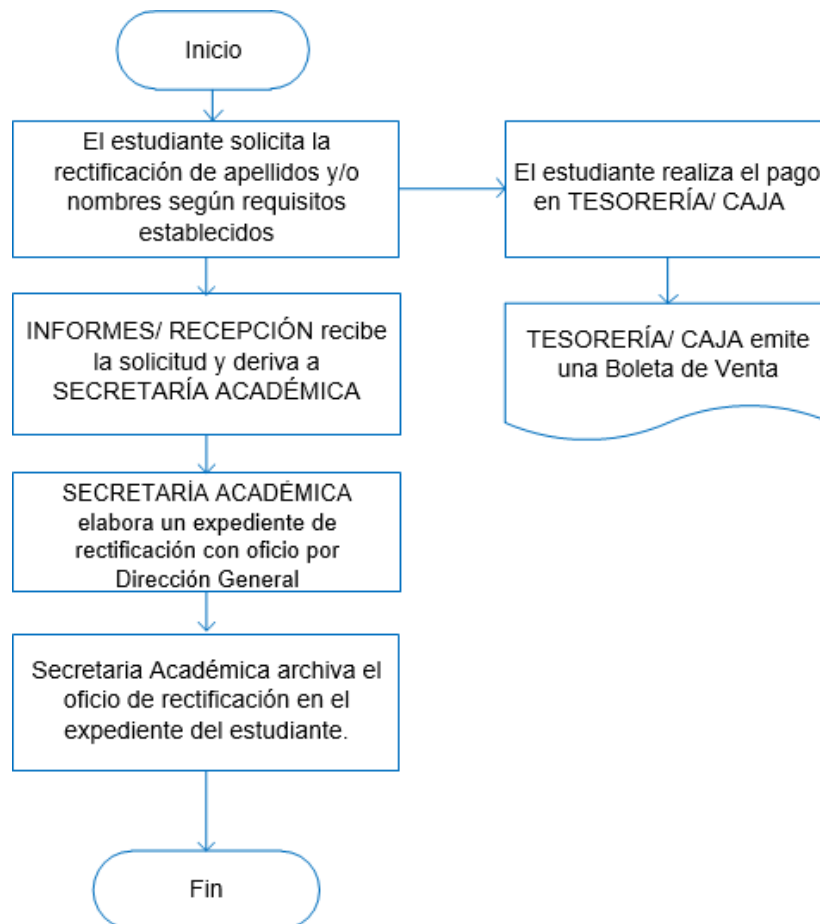 Inicio
El estudiante solicita la
rectificación de apellidos y/o
nombres según requisitos
establecidos
El estudiante realiza el pago
en TESORERÍA/ CAJA
TESORERÍA/ CAJA emite
una Boleta de Venta
INFORMES/ RECEPCIÓN recibe
la solicitud y deriva a
SECRETARÍA ACADÉMICA
SECRETARÍA ACADÉMICA
elabora un expediente de
rectificación con oficio por
Dirección General
Secretaria Académica archiva el
oficio de rectificación en el
expediente del estudiante.
Fin